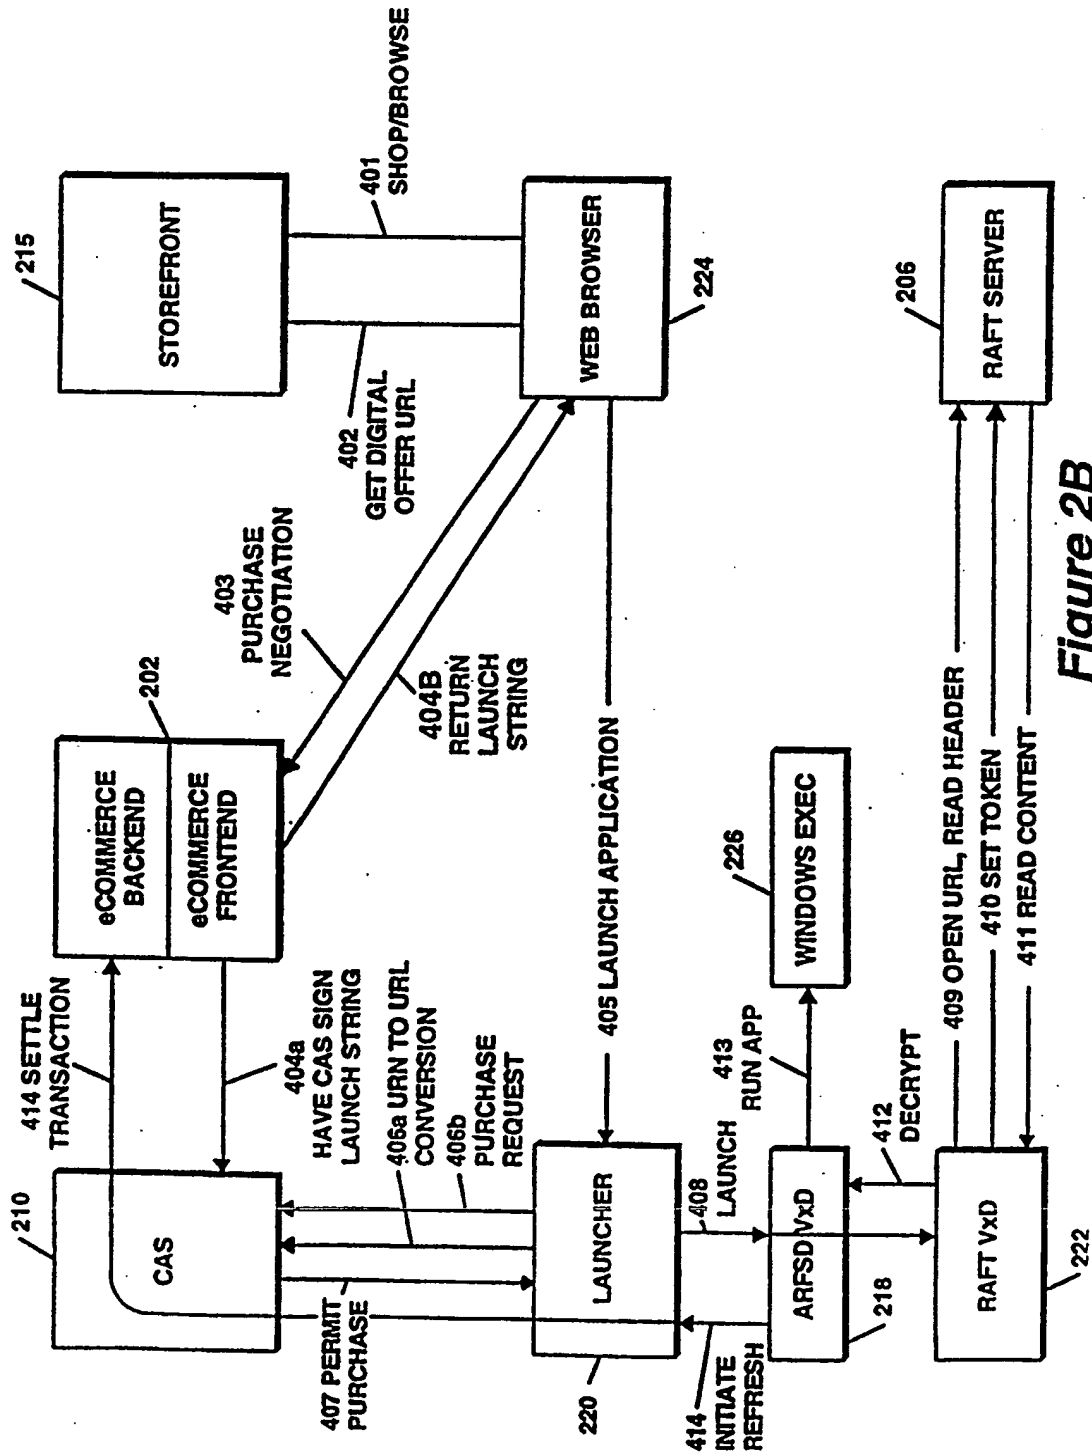 215
STOREFRONT
401
SHOP/BROWSE
402
GET DIGITAL
OFFER URL
WEB BROWSER
224
403
PURCHASE
NEGOTIATION
404B
RETURN
LAUNCH
STRING
202
eCOMMERCE
BACKEND
eCOMMERCE
FRONTEND
414 SETTLE
TRANSACTION
404a
HAVE CAS SIGN
LAUNCH STRING
210
CAS
406a URN TO URL
CONVERSION
406b
PURCHASE
REQUEST
407 PERMIT
PURCHASE
405 LAUNCH APPLICATION
LAUNCHER
220
408
LAUNCH
414
INITIATE
REFRESH
ARFSD VxD
218
413
RUN APP
226
WINDOWS EXEC
412
DECRYPT
RAFT VxD
222
409 OPEN URL, READ HEADER
410 SET TOKEN
411 READ CONTENT
206
RAFT SERVER
Figure 2B